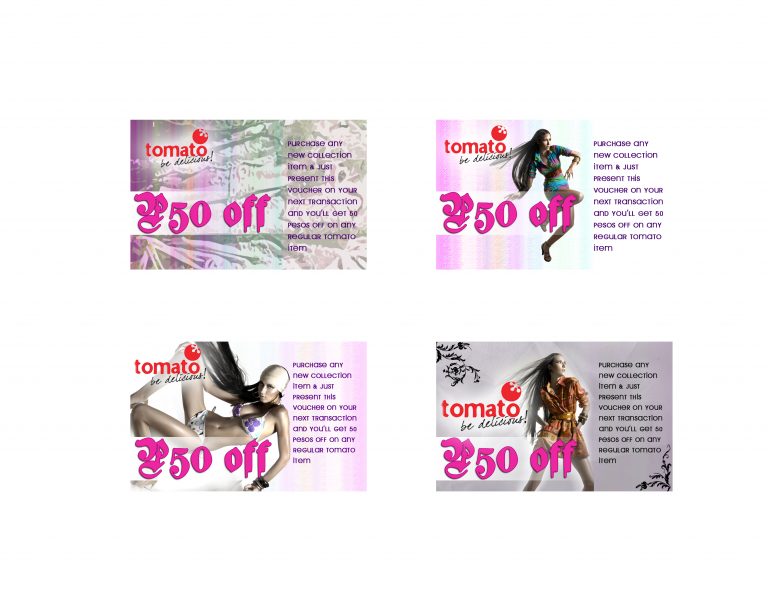 tomato
be delicious!
₱50 off
Purchase any
new collection
item & just
present this
voucher on your
next transaction
and you'll get 50
pesos off on any
regular tomato
item
tomato
be delicious!
₱50 off
Purchase any
new collection
item & just
present this
voucher on your
next transaction
and you'll get 50
pesos off on any
regular tomato
item
tomato
be delicious!
₱50 off
Purchase any
new collection
item & just
present this
voucher on your
next transaction
and you'll get 50
pesos off on any
regular tomato
item
tomato
be delicious!
₱50 off
Purchase any
new collection
item & just
present this
voucher on your
next transaction
and you'll get 50
pesos off on any
regular tomato
item